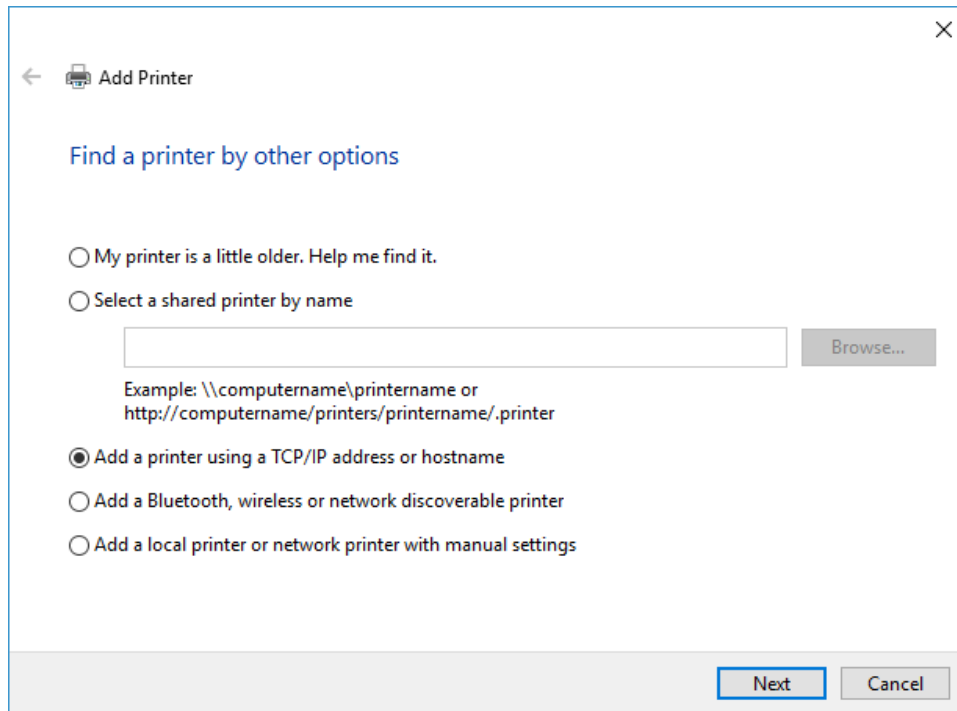 Add Printer
Find a printer by other options
My printer is a little older. Help me find it.
Select a shared printer by name
Browse...
Example: \\computername\printername or
http://computername/printers/printername/.printer
Add a printer using a TCP/IP address or hostname
Add a Bluetooth, wireless or network discoverable printer
Add a local printer or network printer with manual settings
Next
Cancel